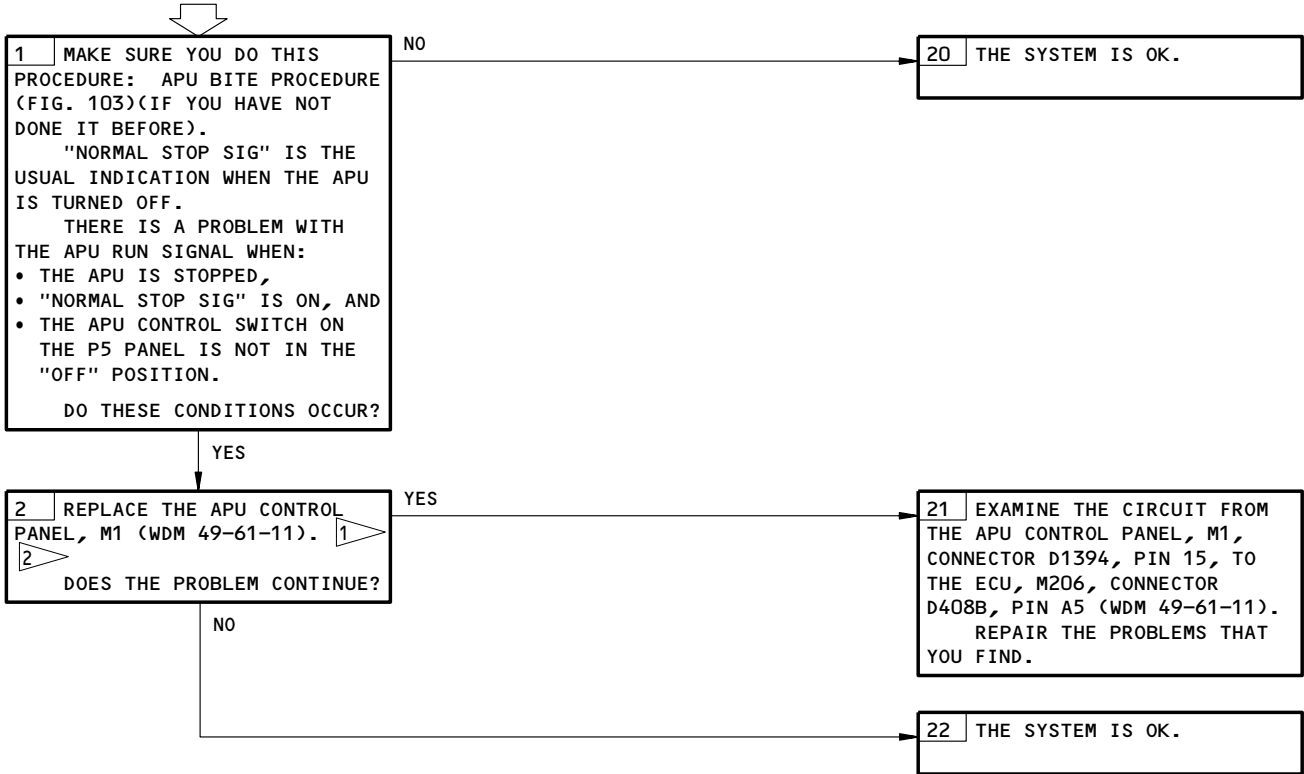 1 MAKE SURE YOU DO THIS
PROCEDURE: APU BITE PROCEDURE
(FIG. 103)(IF YOU HAVE NOT
DONE IT BEFORE).
"NORMAL STOP SIG" IS THE
USUAL INDICATION WHEN THE APU
IS TURNED OFF.
THERE IS A PROBLEM WITH
THE APU RUN SIGNAL WHEN:
• THE APU IS STOPPED,
• "NORMAL STOP SIG" IS ON, AND
• THE APU CONTROL SWITCH ON
THE P5 PANEL IS NOT IN THE
"OFF" POSITION.
DO THESE CONDITIONS OCCUR?
NO
20 THE SYSTEM IS OK.
YES
2 REPLACE THE APU CONTROL
PANEL, M1 (WDM 49-61-11). 1
2
DOES THE PROBLEM CONTINUE?
YES
21 EXAMINE THE CIRCUIT FROM
THE APU CONTROL PANEL, M1,
CONNECTOR D1394, PIN 15, TO
THE ECU, M206, CONNECTOR
D408B, PIN A5 (WDM 49-61-11).
REPAIR THE PROBLEMS THAT
YOU FIND.
NO
22 THE SYSTEM IS OK.